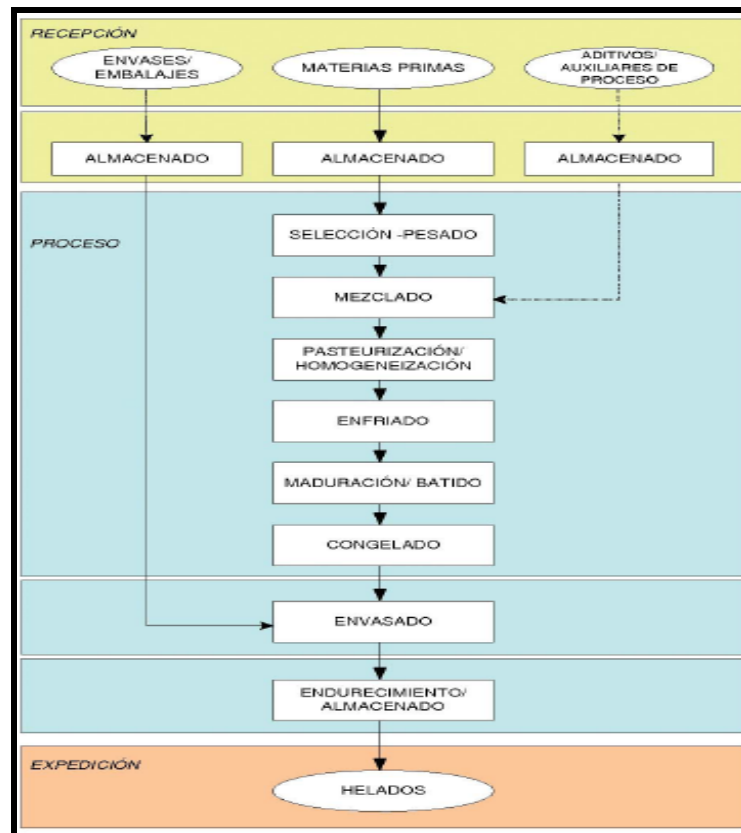 RECEPCIÓN
ENVASES/
EMBALAJES
MATERIAS PRIMAS
ADITIVOS/
AUXILIARES DE
PROCESO
ALMACENADO
ALMACENADO
ALMACENADO
PROCESO
SELECCIÓN -PESADO
MEZCLADO
PASTEURIZACIÓN/
HOMOGENEIZACIÓN
ENFRIADO
MADURACIÓN/ BATIDO
CONGELADO
ENVASADO
ENDURECIMIENTO/
ALMACENADO
EXPEDICIÓN
HELADOS